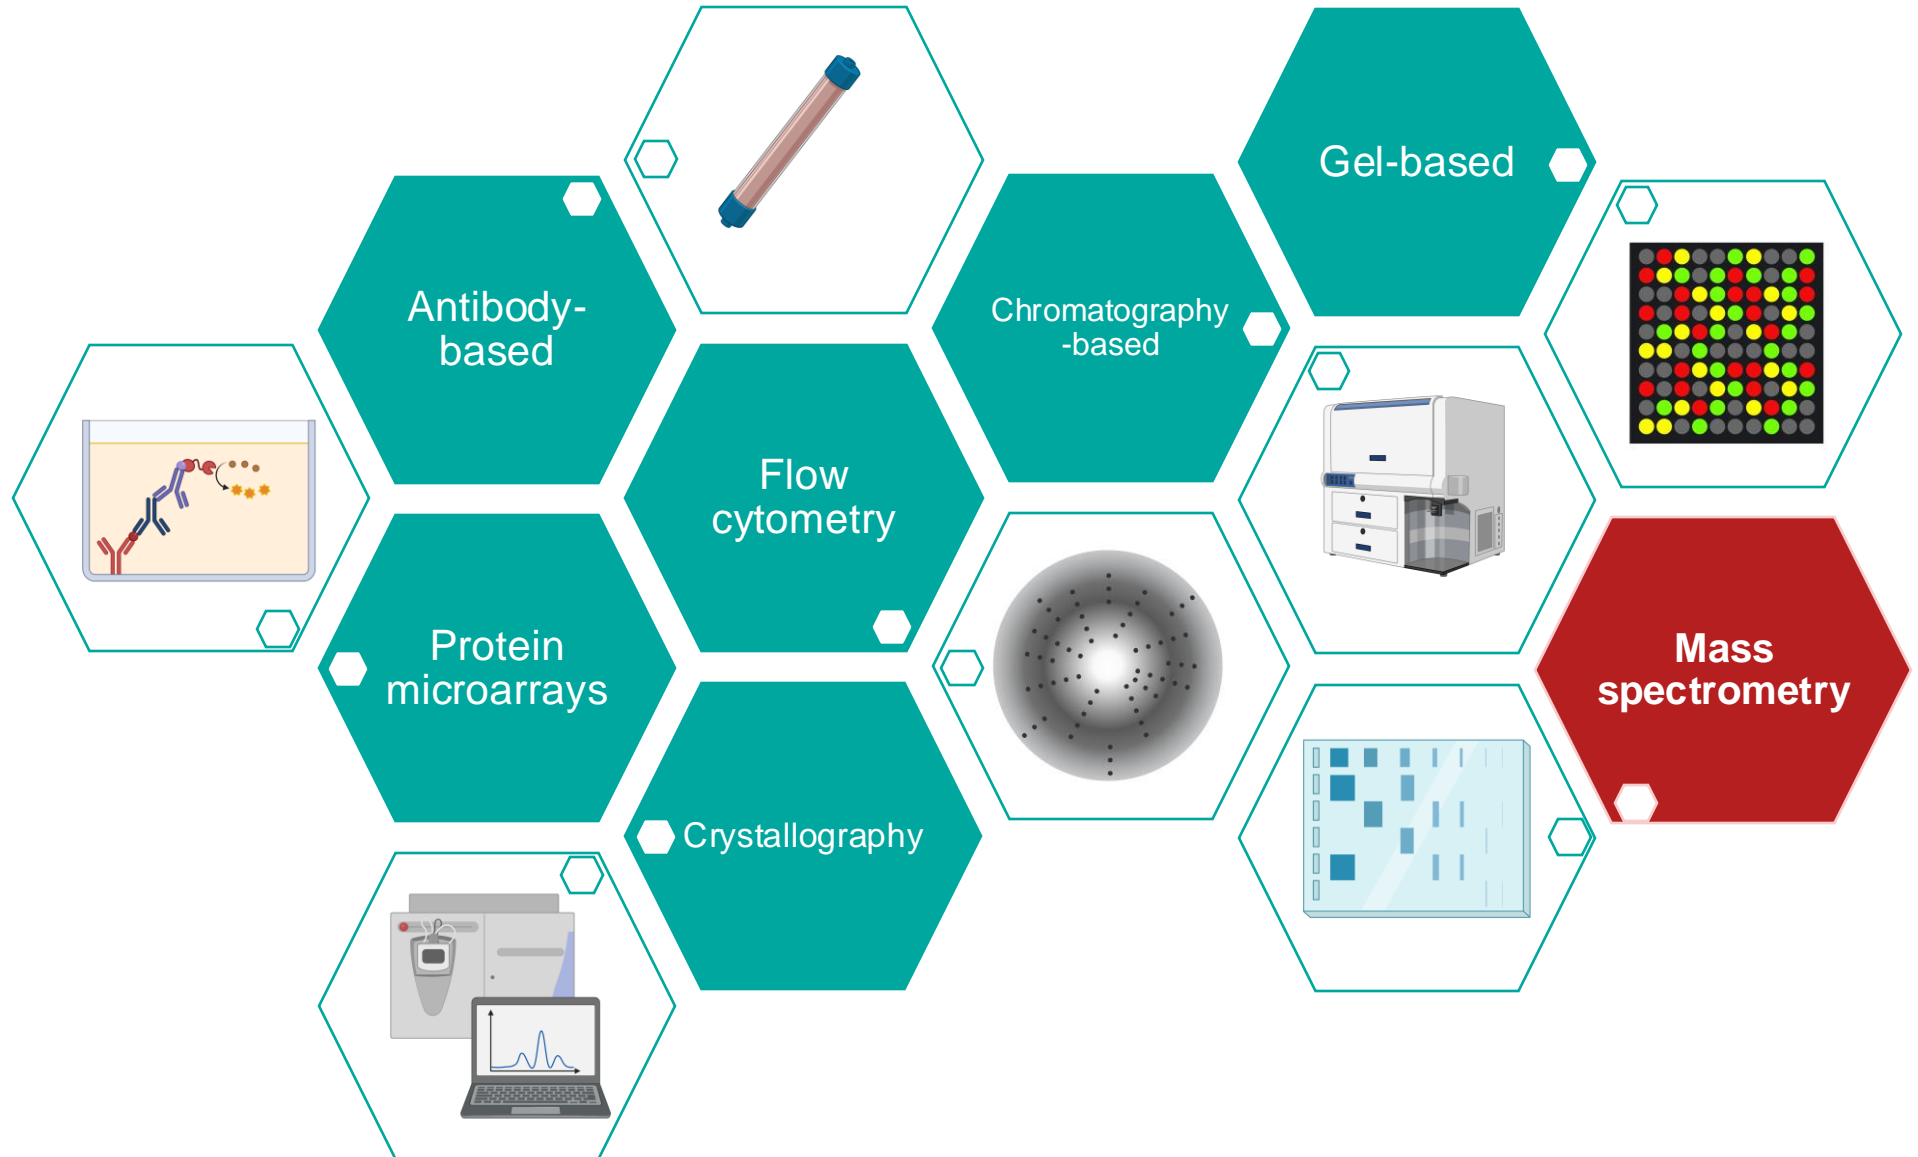 Gel-based
Antibody-
based
Chromatography
-based
Flow
cytometry
Protein
microarrays
Mass
spectrometry
Crystallography